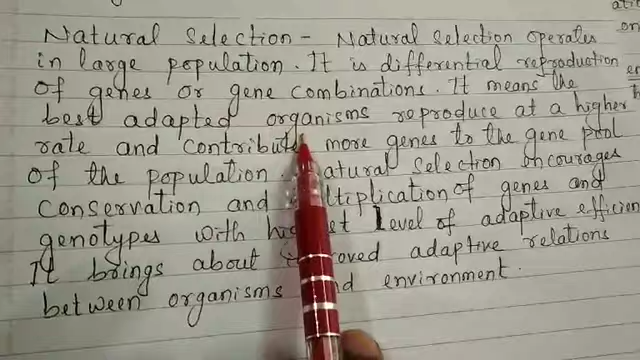 Natural Selection - Natural Selection operates
in large population. It is differential reproduction
of genes or gene combinations. It means the
best adapted organisms reproduce at a higher
rate and contribute more genes to the gene pool
of the population. Natural Selection encourages
conservation and multiplication of genes and
genotypes with highest level of adaptive efficien
It brings about improved adaptive relations
between organisms and environment.